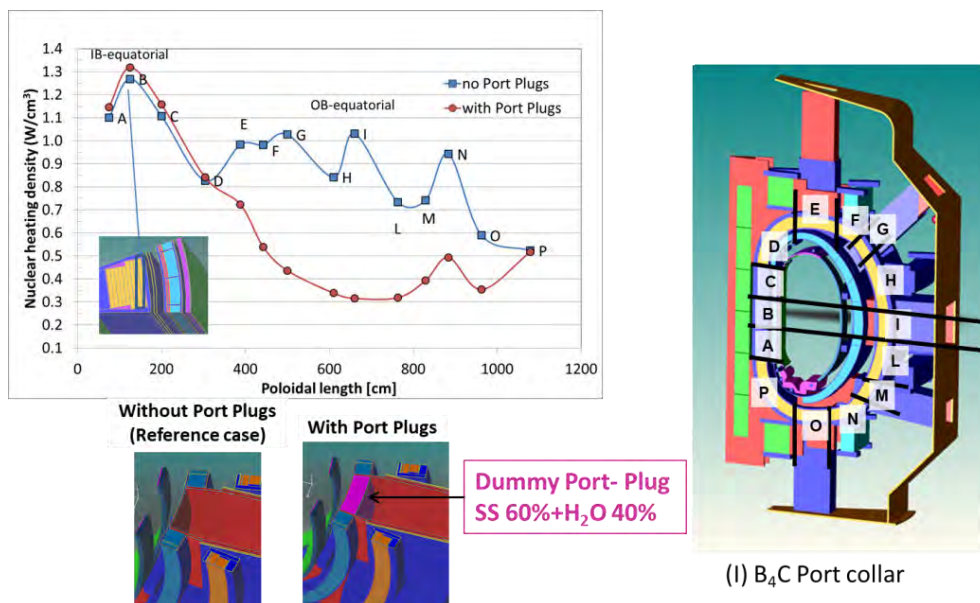 1.4
1.3
1.2
1.1
1.0
0.9
0.8
0.7
0.6
0.5
0.4
0.3
0.2
0.1
Nuclear heating density (W/cm³)
IB-equatorial
OB-equatorial
no Port Plugs
with Port Plugs
A
B
C
D
E
F
G
H
I
L
M
N
O
P
0 200 400 600 800 1000 1200
Poloidal length [cm]
Without Port Plugs
(Reference case)
With Port Plugs
Dummy Port- Plug
SS 60%+H₂O 40%
E
F
G
D
H
C
B
I
A
L
M
P
N
O
(I) B₄C Port collar